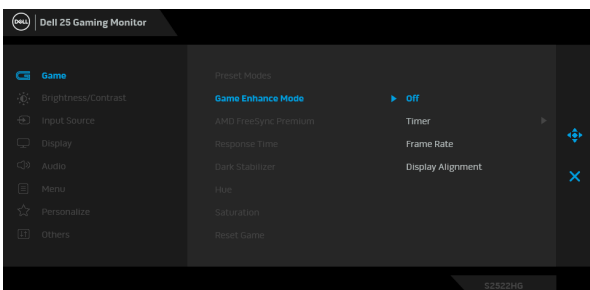 DELL
Dell 25 Gaming Monitor
Game
Brightness/Contrast
Input Source
Display
Audio
Menu
Personalize
Others
Preset Modes
Game Enhance Mode
AMD FreeSync Premium
Response Time
Dark Stabilizer
Hue
Saturation
Reset Game
Off
Timer
Frame Rate
Display Alignment
S2522HG